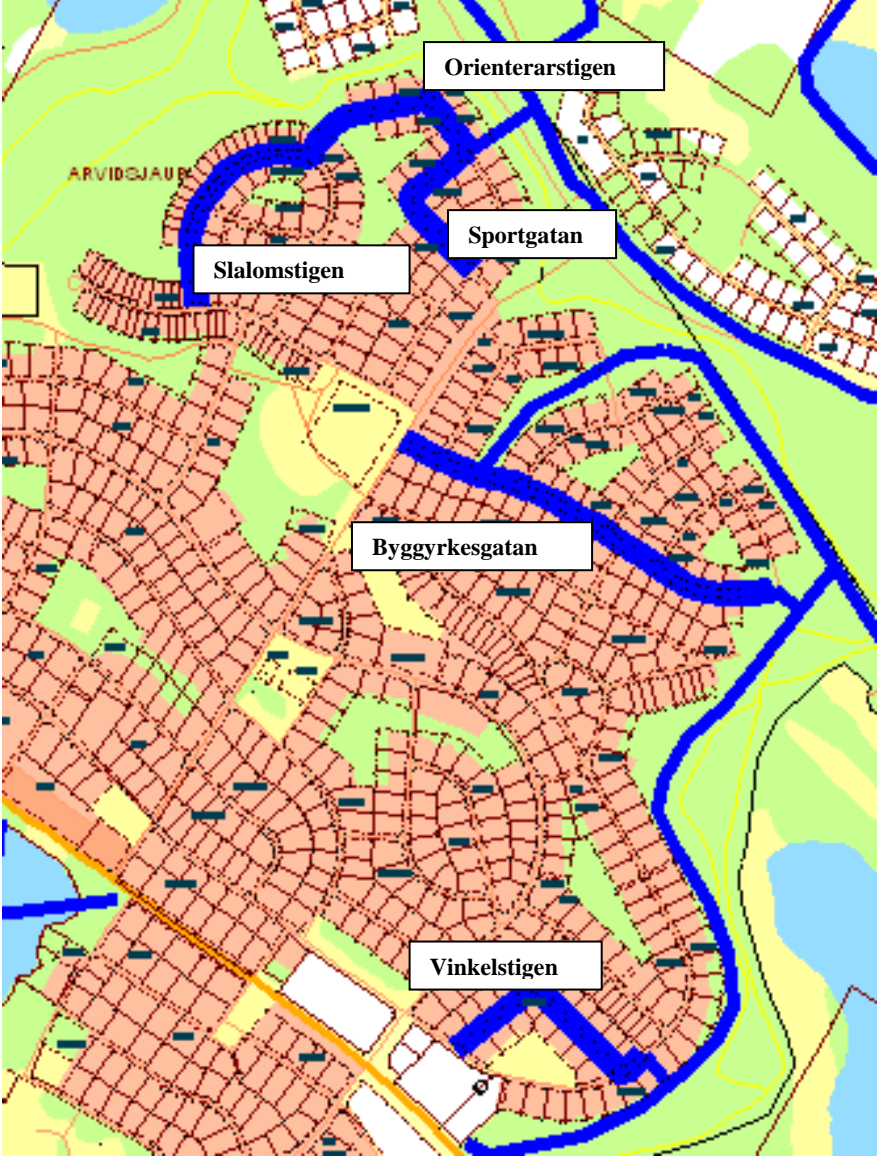 Orienterarstigen
ARVIDSJAUR
Sportgatan
Slalomstigen
Byggyrkesgatan
Vinkelstigen